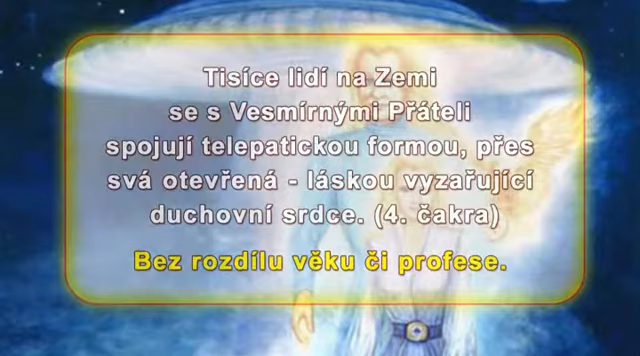 Tisíce lidí na Zemi
se s Vesmírnými Přáteli
spojují telepatickou formou, přes
svá otevřená - láskou vyzařující
duchovní srdce. (4. čakra)
Bez rozdílu věku či profese.